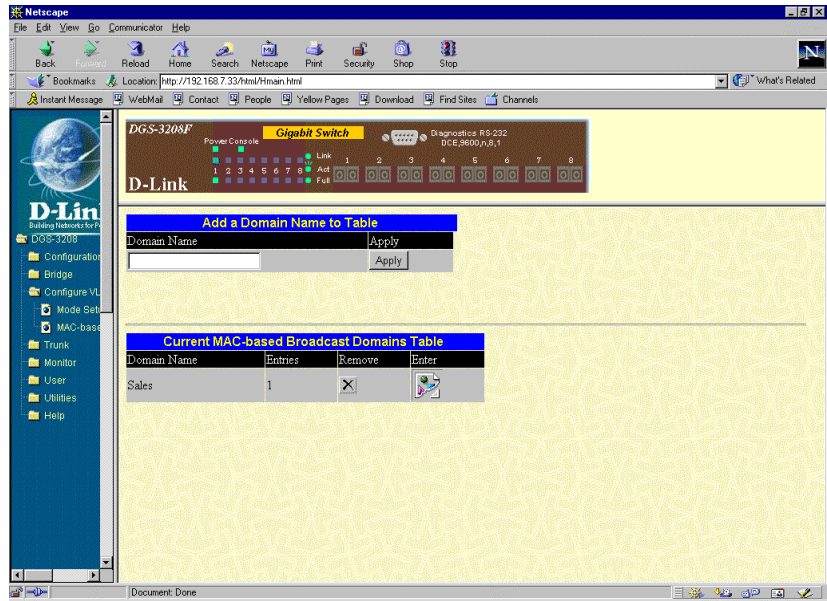 Netscape
File Edit View Go Communicator Help
Back Forward Reload Home Search Netscape Print Security Shop Stop
N
Bookmarks Location: http://192.168.7.33/html/Hmain.html What's Related
Instant Message WebMail Contact People Yellow Pages Download Find Sites Channels
D-Lin
Building Networks for P
DGS-3208
Configuration
Bridge
Configure VL
Mode Set
MAC-base
Trunk
Monitor
User
Utilities
Help
DGS-3208F
Power Console
Gigabit Switch
Diagnostics RS-232
DCE,9600,n,8,1
Link
1 2 3 4 5 6 7 8
Act
1 2 3 4 5 6 7 8
Full
D-Link
Add a Domain Name to Table
Domain Name Apply
Apply
Current MAC-based Broadcast Domains Table
Domain Name Entries Remove Enter
Sales 1
Document: Done